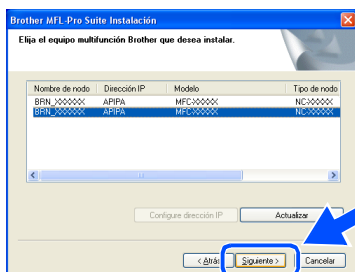 Brother MFL-Pro Suite Instalación
Elija el equipo multifunción Brother que desea instalar.
Nombre de nodo Dirección IP Modelo Tipo de nodo
BRN_XXXXXX APIPA MFC-XXXXX NC-XXXXX
BRN_XXXXXX APIPA MFC-XXXXX NC-XXXXX
Configure dirección IP Actualizar
< Atrás Siguiente > Cancelar